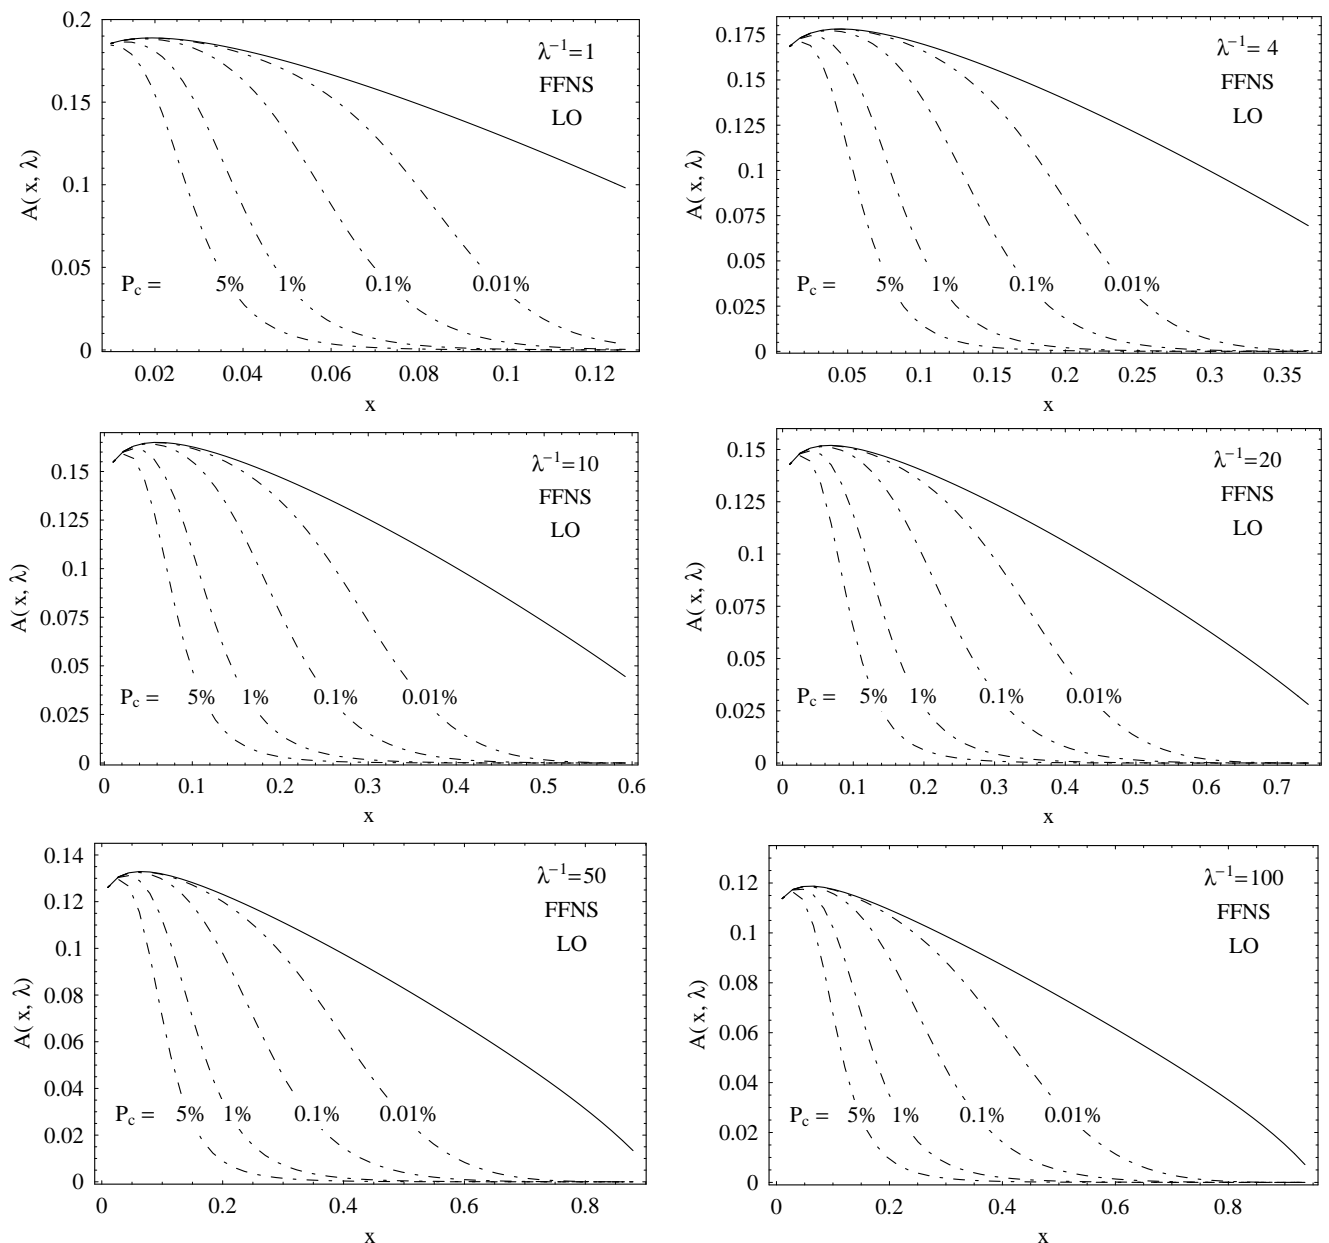 0.2
0.15
0.1
0.05
0
A( x, λ)
λ⁻¹=1
FFNS
LO
P_c = 5% 1% 0.1% 0.01%
0.02 0.04 0.06 0.08 0.1 0.12
x
0.175
0.15
0.125
0.1
0.075
0.05
0.025
0
A( x, λ)
λ⁻¹= 4
FFNS
LO
P_c = 5% 1% 0.1% 0.01%
0.05 0.1 0.15 0.2 0.25 0.3 0.35
x
0.15
0.125
0.1
0.075
0.05
0.025
0
A( x, λ)
λ⁻¹=10
FFNS
LO
P_c = 5% 1% 0.1% 0.01%
0 0.1 0.2 0.3 0.4 0.5 0.6
x
0.15
0.125
0.1
0.075
0.05
0.025
0
A( x, λ)
λ⁻¹=20
FFNS
LO
P_c = 5% 1% 0.1% 0.01%
0 0.1 0.2 0.3 0.4 0.5 0.6 0.7
x
0.14
0.12
0.1
0.08
0.06
0.04
0.02
0
A( x, λ)
λ⁻¹=50
FFNS
LO
P_c = 5% 1% 0.1% 0.01%
0 0.2 0.4 0.6 0.8
x
0.12
0.1
0.08
0.06
0.04
0.02
0
A( x, λ)
λ⁻¹=100
FFNS
LO
P_c = 5% 1% 0.1% 0.01%
0 0.2 0.4 0.6 0.8
x